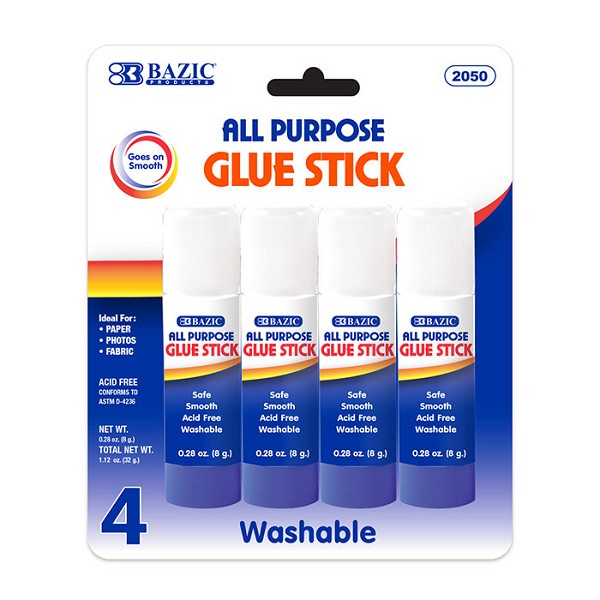 BAZIC
PRODUCTS
2050
ALL PURPOSE
GLUE STICK
Goes on
Smooth
Ideal For:
• PAPER
• PHOTOS
• FABRIC
ACID FREE
CONFORMS TO
ASTM D-4236
NET WT.
0.28 oz. (8 g.)
TOTAL NET WT.
1.12 oz. (32 g.)
4
BAZIC
ALL PURPOSE
GLUE STICK
Safe
Smooth
Acid Free
Washable
0.28 oz. (8 g.)
BAZIC
ALL PURPOSE
GLUE STICK
Safe
Smooth
Acid Free
Washable
0.28 oz. (8 g.)
BAZIC
ALL PURPOSE
GLUE STICK
Safe
Smooth
Acid Free
Washable
0.28 oz. (8 g.)
BAZIC
ALL PURPOSE
GLUE STICK
Safe
Smooth
Acid Free
Washable
0.28 oz. (8 g.)
Washable